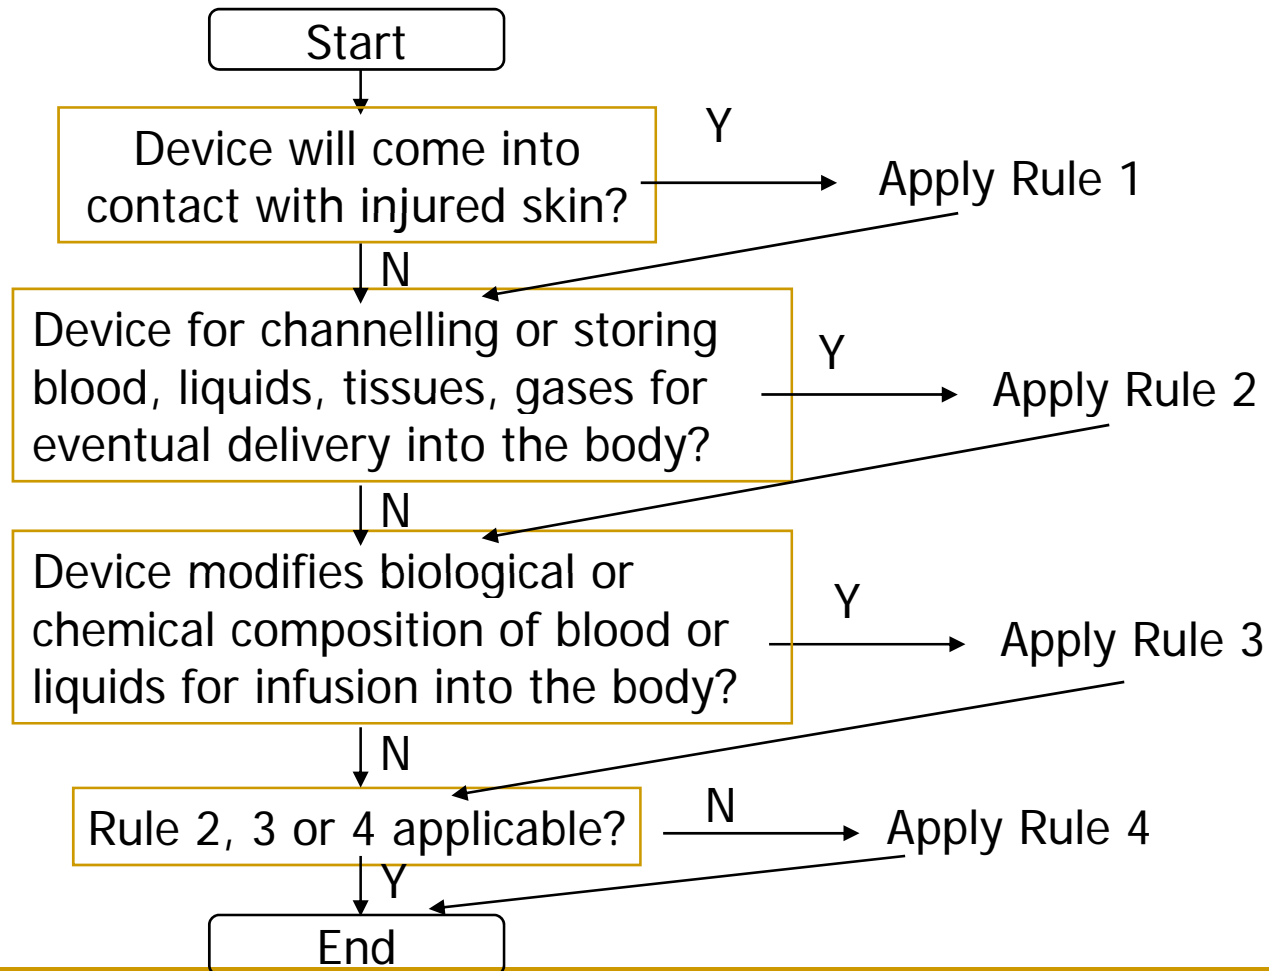 Start
Device will come into
contact with injured skin?
Y
Apply Rule 1
N
Device for channelling or storing
blood, liquids, tissues, gases for
eventual delivery into the body?
Y
Apply Rule 2
N
Device modifies biological or
chemical composition of blood or
liquids for infusion into the body?
Y
Apply Rule 3
N
Rule 2, 3 or 4 applicable?
N
Apply Rule 4
Y
End